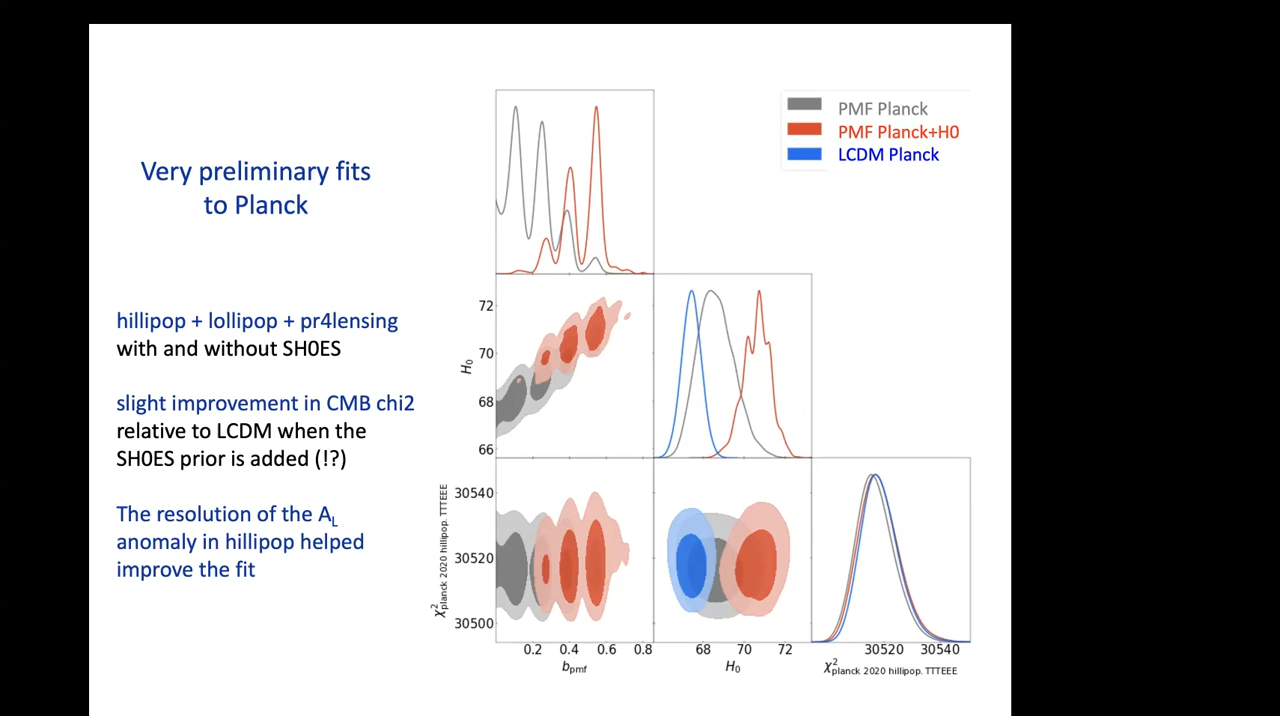 Very preliminary fits
to Planck
hillipop + lollipop + pr4lensing
with and without SH0ES
slight improvement in CMB chi2
relative to LCDM when the
SH0ES prior is added (!?)
The resolution of the A_L
anomaly in hillipop helped
improve the fit
PMF Planck
PMF Planck+H0
LCDM Planck
72
70
68
66
H_0
30540
30520
30500
χ²_planck 2020 hillipop. TTTEEE
0.2 0.4 0.6 0.8
b_pmf
68 70 72
H_0
30520 30540
χ²_planck 2020 hillipop. TTTEEE